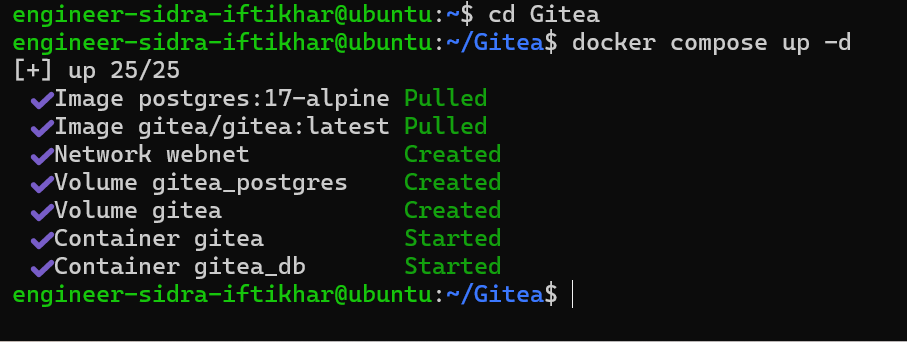 engineer-sidra-iftikhar@ubuntu:~$ cd Gitea
engineer-sidra-iftikhar@ubuntu:~/Gitea$ docker compose up -d
[+] up 25/25
✔Image postgres:17-alpine Pulled
✔Image gitea/gitea:latest Pulled
✔Network webnet Created
✔Volume gitea_postgres Created
✔Volume gitea Created
✔Container gitea Started
✔Container gitea_db Started
engineer-sidra-iftikhar@ubuntu:~/Gitea$